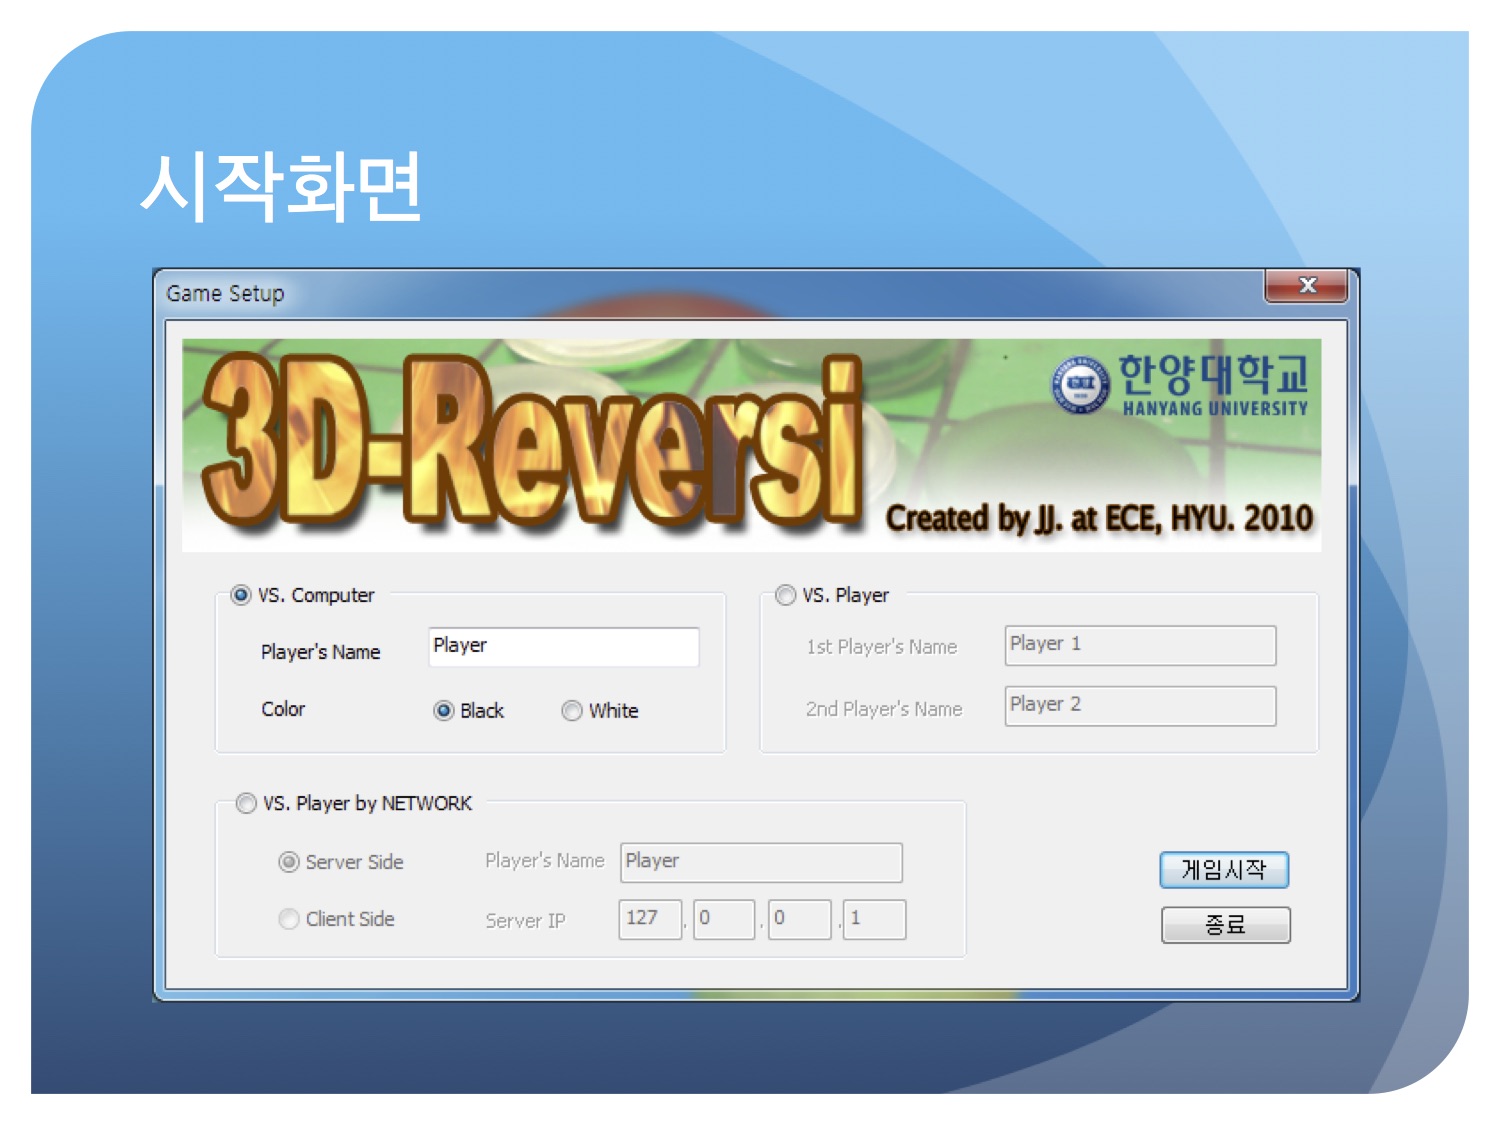 시작화면
Game Setup
3D-Reversi
한양대학교
HANYANG UNIVERSITY
Created by JJ. at ECE, HYU. 2010
VS. Computer
Player's Name Player
Color Black White
VS. Player
1st Player's Name Player 1
2nd Player's Name Player 2
VS. Player by NETWORK
Server Side Player's Name Player
Client Side Server IP 127 . 0 . 0 . 1
게임시작
종료